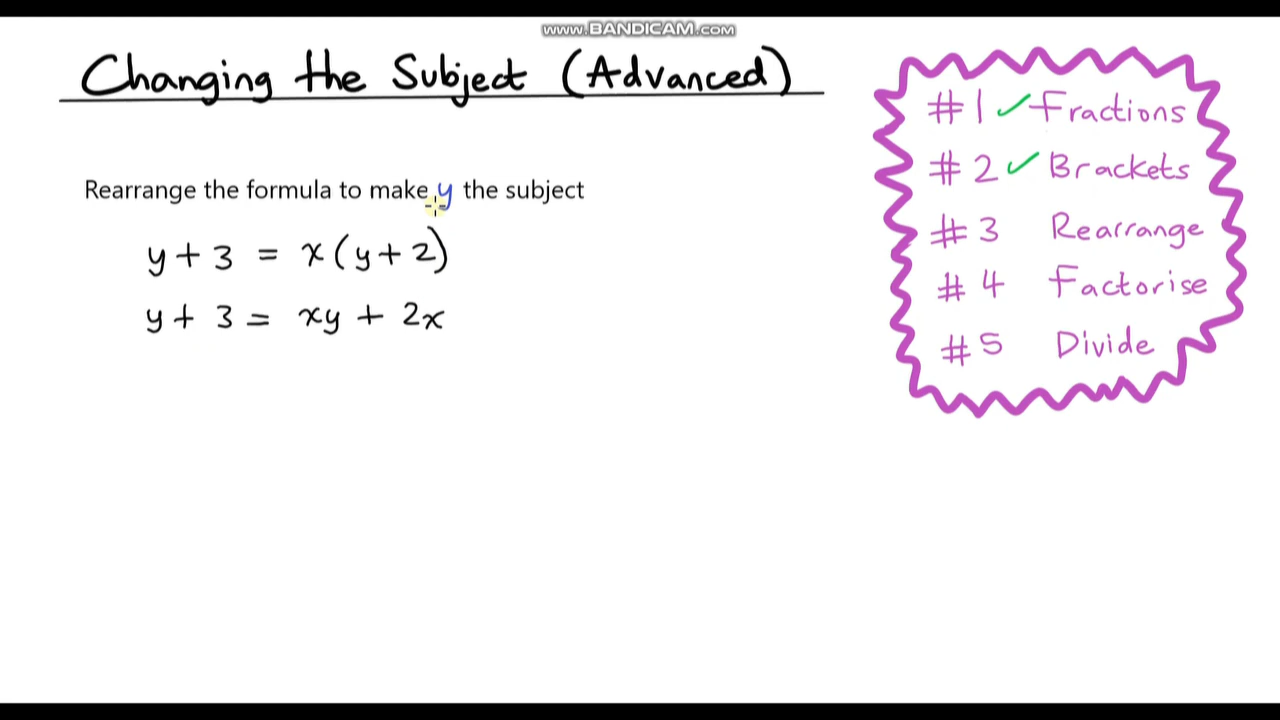 www.BANDICAM.com
Changing the Subject (Advanced)
Rearrange the formula to make y the subject
y + 3 = x(y + 2)
y + 3 = xy + 2x
#1 ✓ Fractions
#2 ✓ Brackets
#3 Rearrange
#4 Factorise
#5 Divide